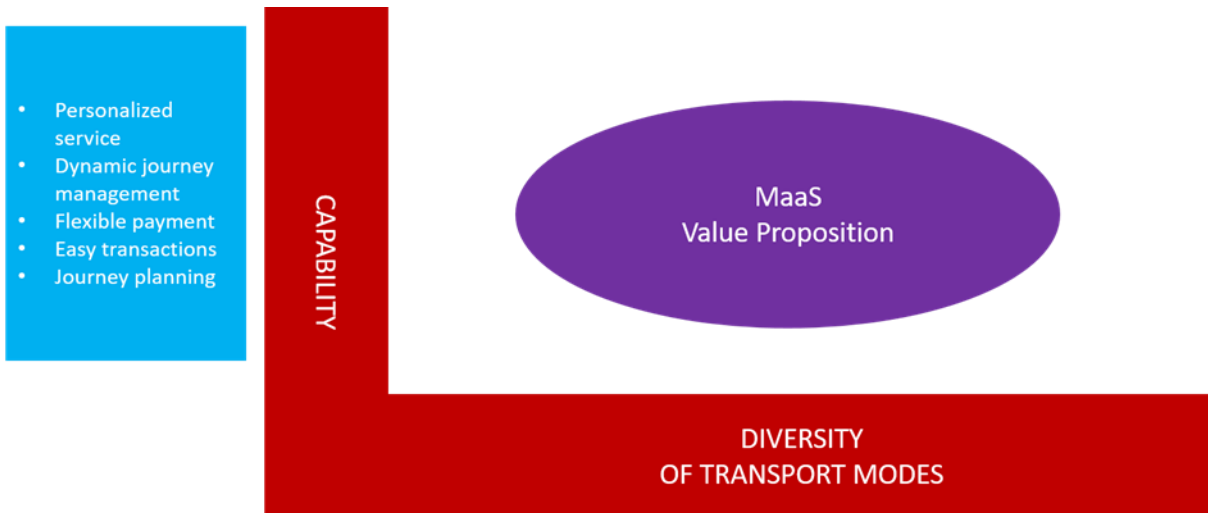 • Personalized
service
• Dynamic journey
management
• Flexible payment
• Easy transactions
• Journey planning
CAPABILITY
MaaS
Value Proposition
DIVERSITY
OF TRANSPORT MODES